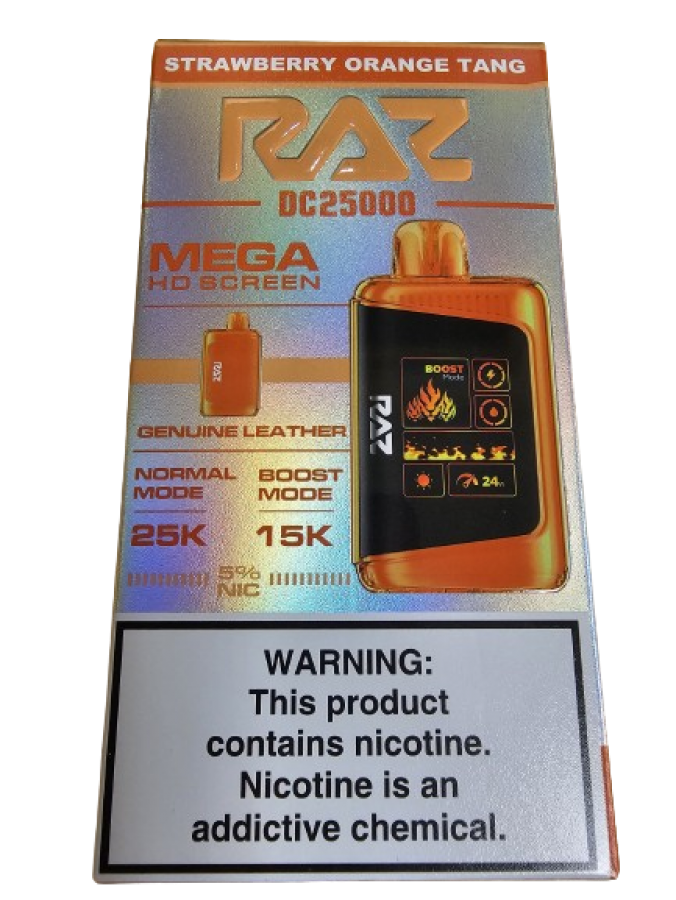 STRAWBERRY ORANGE TANG
RAZ
DC25000
MEGA
HD SCREEN
RAZ
GENUINE LEATHER
NORMAL MODE
25K
BOOST MODE
15K
5% NIC
BOOST
Mode
RAZ
24W
WARNING:
This product
contains nicotine.
Nicotine is an
addictive chemical.